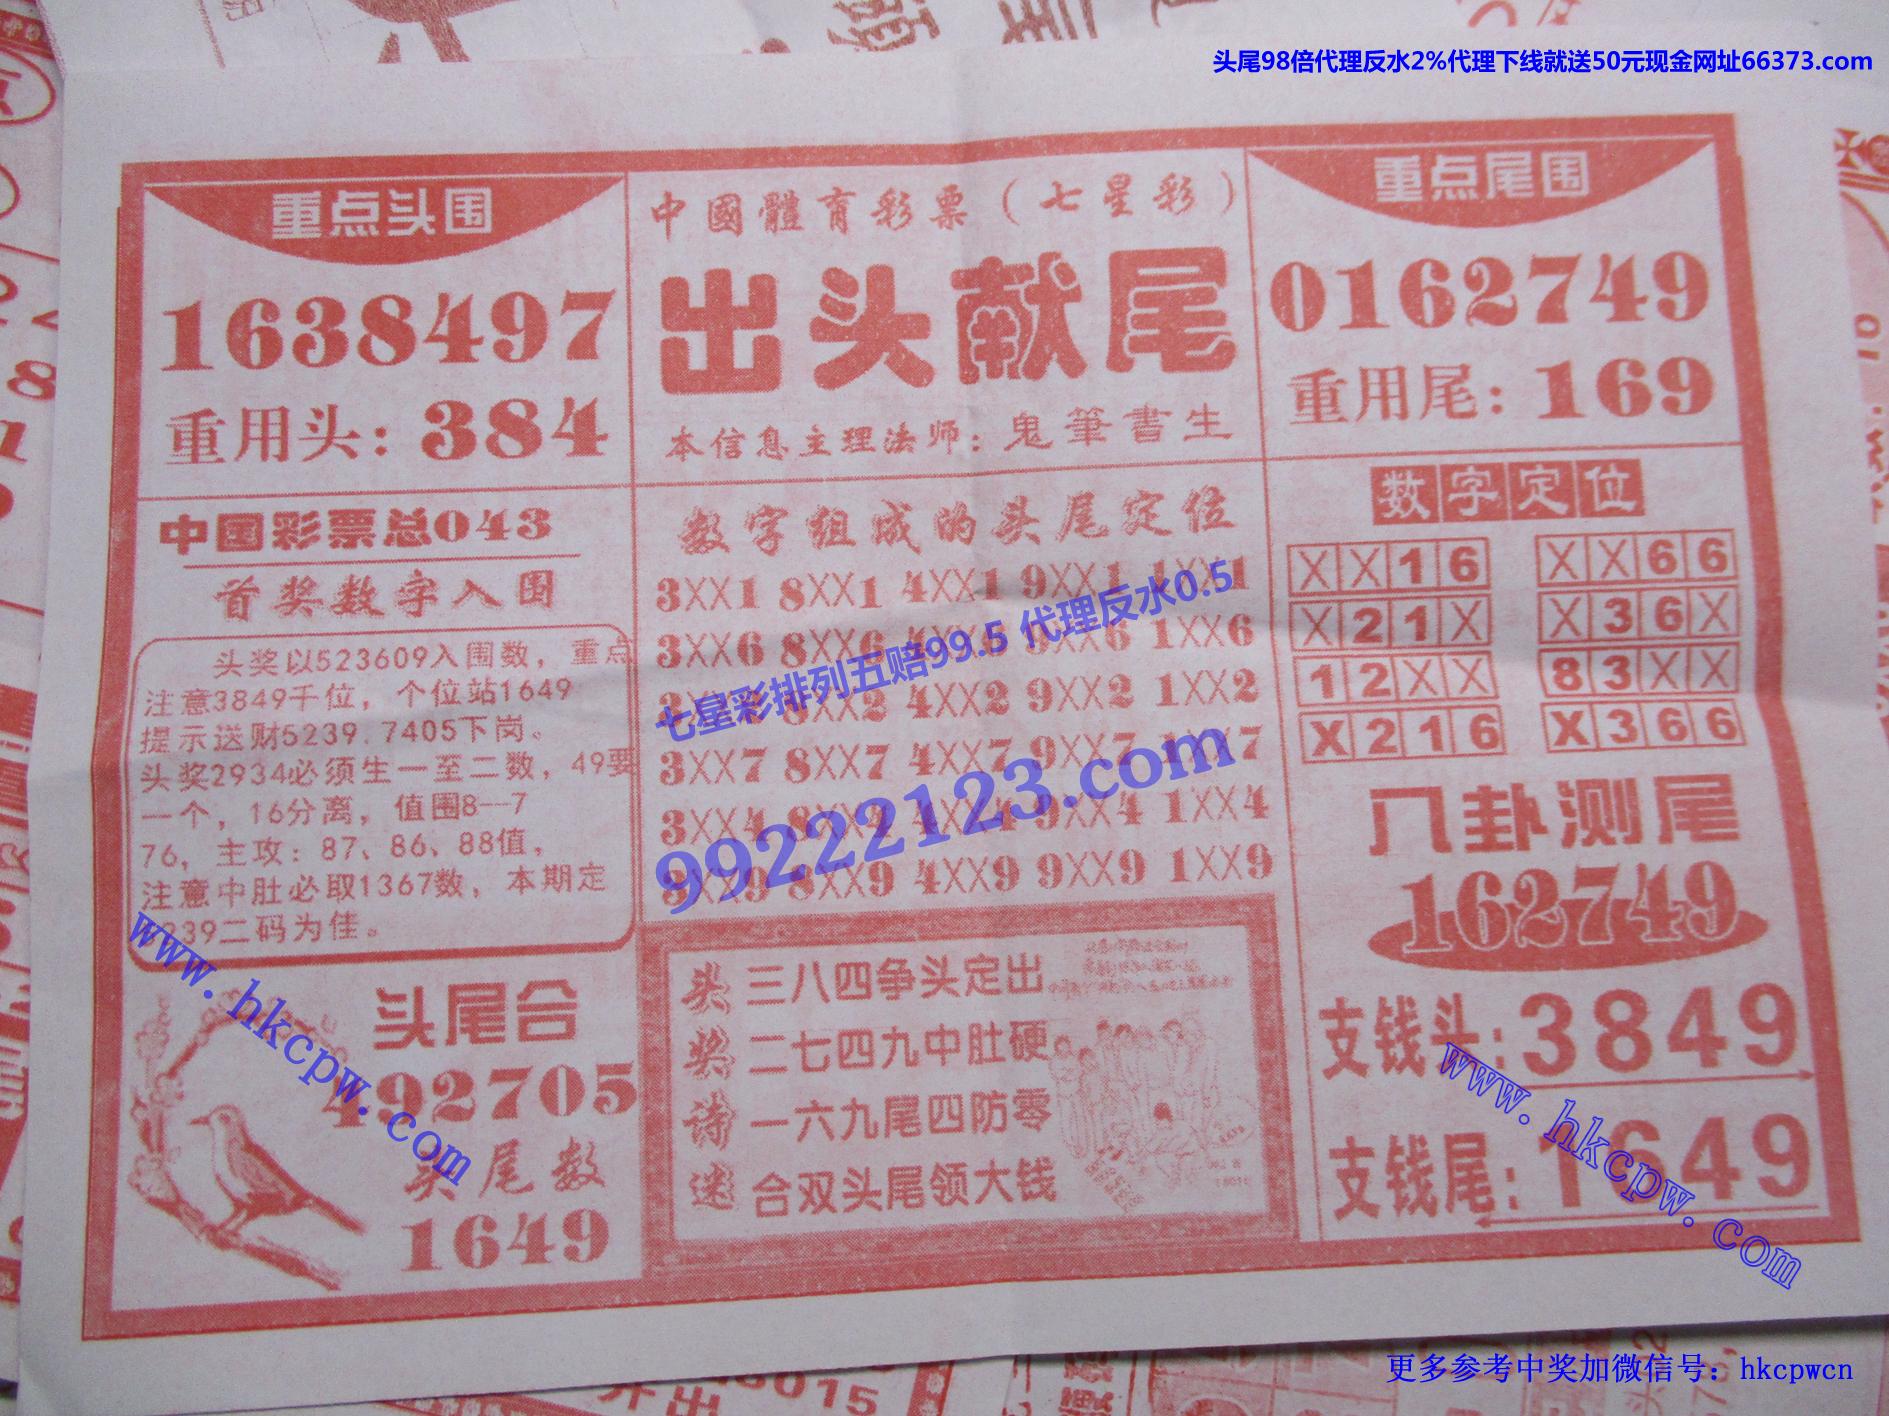 头尾98倍代理反水2%代理下线就送50元现金网址66373.com
重点头围
1638497
重用头：384
中國體育彩票（七星彩）
出头献尾
本信息主理法师：鬼筆書生
重点尾围
0162749
重用尾：169
中国彩票总043
首奖数字入围
头奖以523609入围数，重点
注意3849千位，个位站1649
提示送财5239.7405下岗。
头奖2934必须生一至二数，49要
一个，16分离，值围8--7
76，主攻：87、86、88值，
注意中肚必取1367数，本期定
239二码为佳。
数字组成的头尾定位
3XX1 8XX1 4XX1 9XX1 1XX1
3XX6 8XX6 4XX6 9XX6 1XX6
3XX2 8XX2 4XX2 9XX2 1XX2
3XX7 8XX7 4XX7 9XX7 1XX7
3XX4 8XX4 4XX4 9XX4 1XX4
3XX9 8XX9 4XX9 9XX9 1XX9
七星彩排列五赔99.5 代理反水0.5
99222123.com
数字定位
XX16 XX66
X21X X36X
12XX 83XX
X216 X366
八卦测尾
162749
支钱头：3849
支钱尾：1649
头尾合
492705
头尾数
1649
头奖诗迷
三八四争头定出
二七四九中肚硬
一六九尾四防零
合双头尾领大钱
www.hkcpw.com
www.hkcpw.com
更多参考中奖加微信号：hkcpwcn